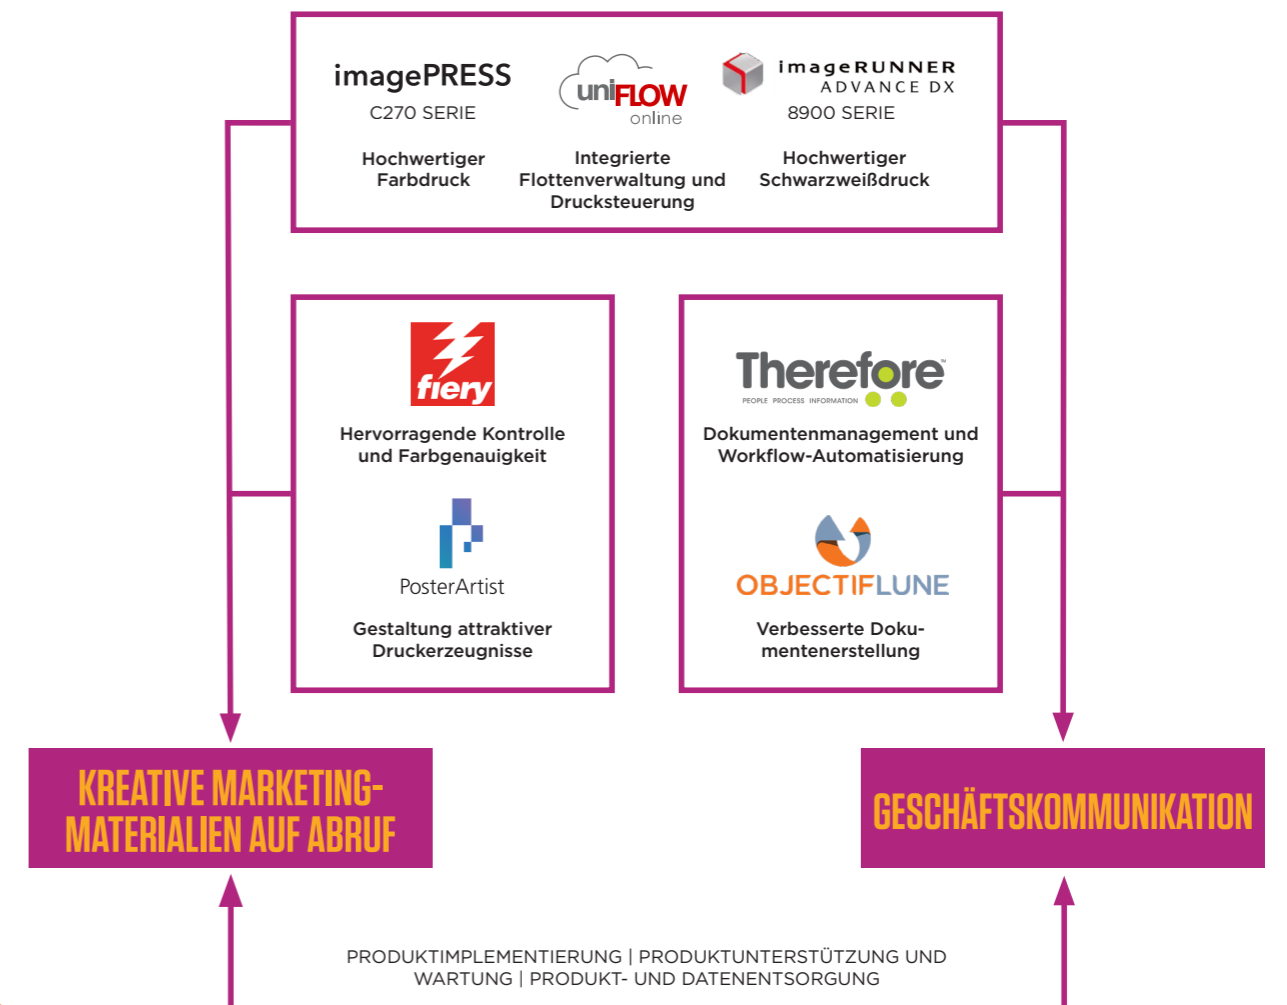 imagePRESS
C270 SERIE
Hochwertiger
Farbdruck
uniFLOW
online
Integrierte
Flottenverwaltung und
Drucksteuerung
imageRUNNER
ADVANCE DX
8900 SERIE
Hochwertiger
Schwarzweißdruck
fiery
Hervorragende Kontrolle
und Farbgenauigkeit
PosterArtist
Gestaltung attraktiver
Druckerzeugnisse
Therefore™
PEOPLE PROCESS INFORMATION
Dokumentenmanagement und
Workflow-Automatisierung
OBJECTIFLUNE
Verbesserte Doku-
mentenerstellung
KREATIVE MARKETING-
MATERIALIEN AUF ABRUF
GESCHÄFTSKOMMUNIKATION
PRODUKTIMPLEMENTIERUNG | PRODUKTUNTERSTÜTZUNG UND
WARTUNG | PRODUKT- UND DATENENTSORGUNG